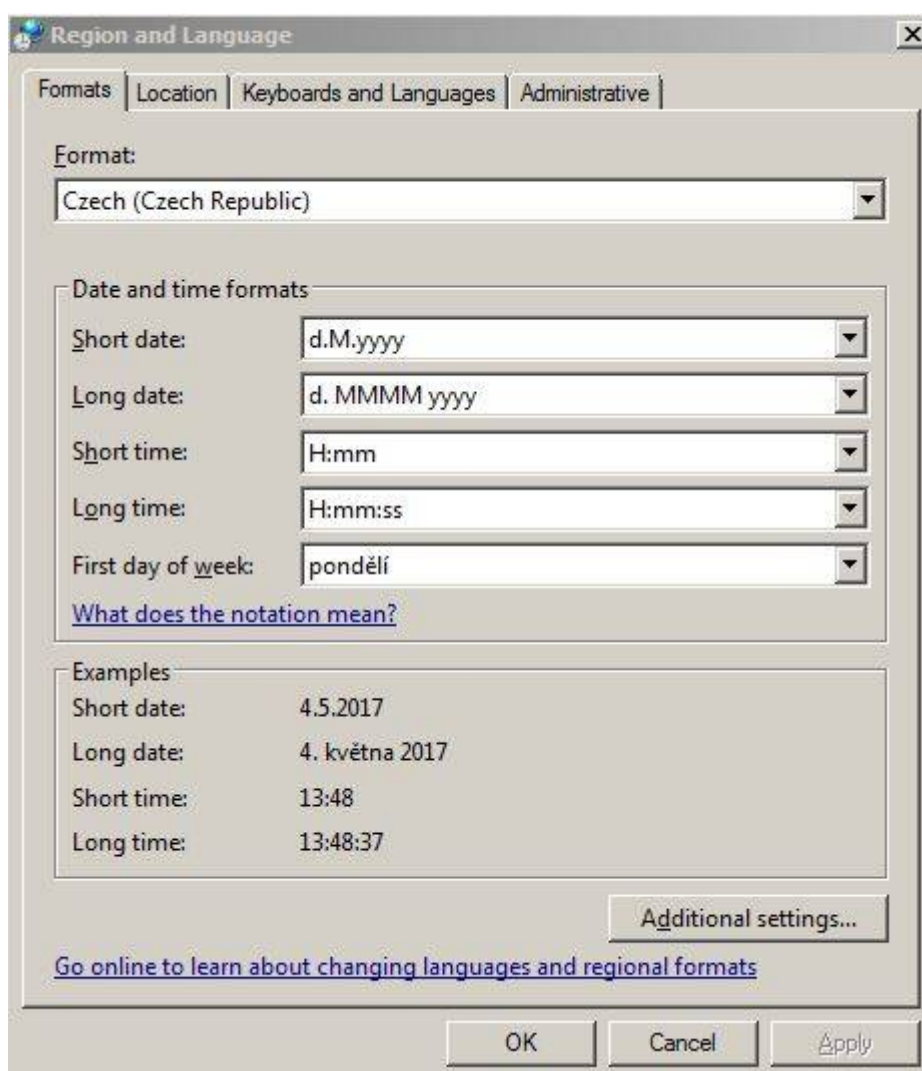 Region and Language
Formats Location Keyboards and Languages Administrative
Format:
Czech (Czech Republic)
Date and time formats
Short date: d.M.yyyy
Long date: d. MMMM yyyy
Short time: H:mm
Long time: H:mm:ss
First day of week: pondělí
What does the notation mean?
Examples
Short date: 4.5.2017
Long date: 4. května 2017
Short time: 13:48
Long time: 13:48:37
Additional settings...
Go online to learn about changing languages and regional formats
OK Cancel Apply